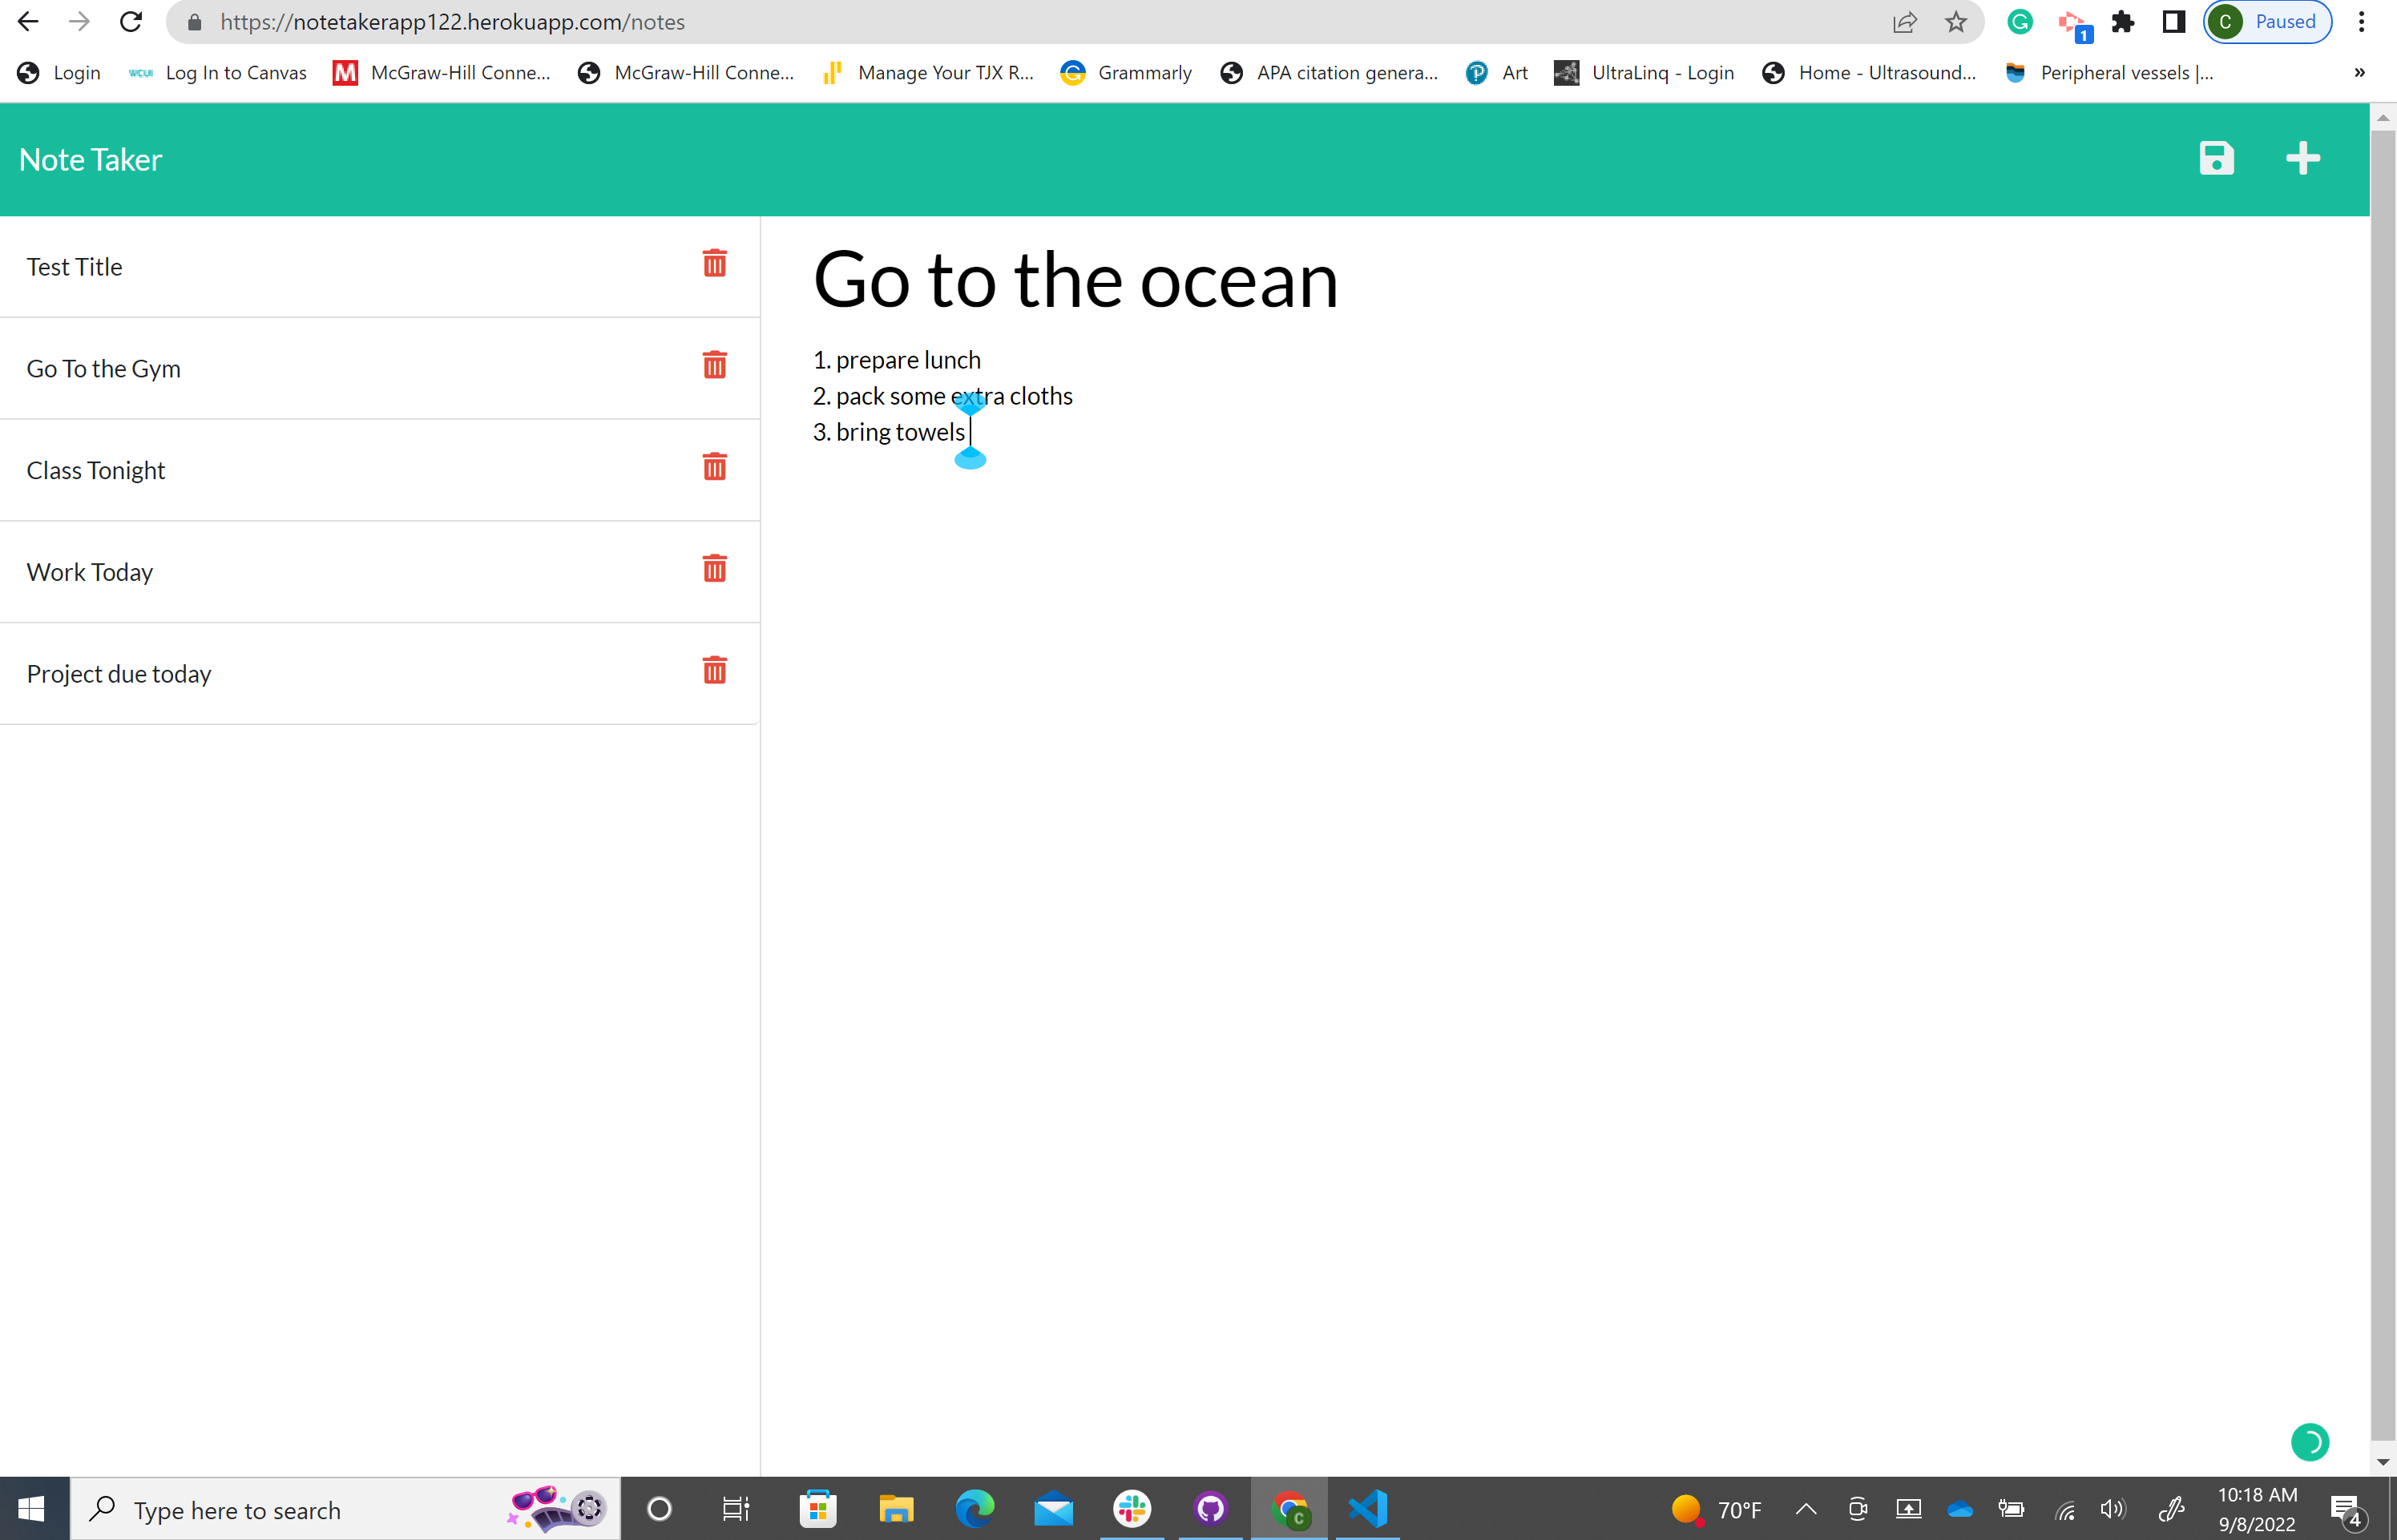 https://notetakerapp122.herokuapp.com/notes
1
C Paused
Login
WCUI Log In to Canvas
M McGraw-Hill Conne...
McGraw-Hill Conne...
Manage Your TJX R...
Grammarly
APA citation genera...
Art
UltraLinq - Login
Home - Ultrasound...
Peripheral vessels |...
»
Note Taker
Test Title
Go To the Gym
Class Tonight
Work Today
Project due today
Go to the ocean
1. prepare lunch
2. pack some extra cloths
3. bring towels
Type here to search
C
70°F
10:18 AM
9/8/2022
4